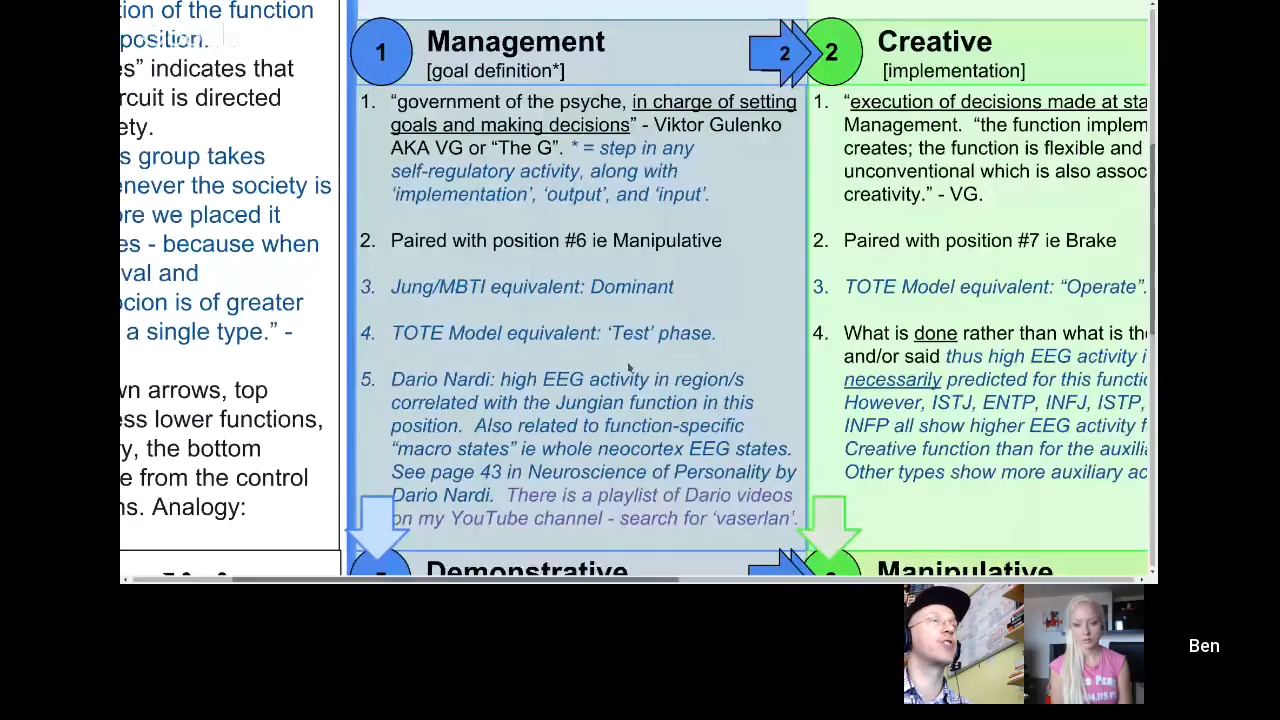 tion of the function
position.
es” indicates that
rcuit is directed
ety.
s group takes
enever the society is
ore we placed it
es - because when
val and
ocion is of greater
a single type.” -
wn arrows, top
ess lower functions,
y, the bottom
e from the control
ns. Analogy:
1
Management
[goal definition*]
2
1. “government of the psyche, in charge of setting
goals and making decisions” - Viktor Gulenko
AKA VG or “The G”. * = step in any
self-regulatory activity, along with
‘implementation’, ‘output’, and ‘input’.
2. Paired with position #6 ie Manipulative
3. Jung/MBTI equivalent: Dominant
4. TOTE Model equivalent: ‘Test’ phase.
5. Dario Nardi: high EEG activity in region/s
correlated with the Jungian function in this
position. Also related to function-specific
“macro states” ie whole neocortex EEG states.
See page 43 in Neuroscience of Personality by
Dario Nardi. There is a playlist of Dario videos
on my YouTube channel - search for ‘vaserlan’.
Demonstrative
2
Creative
[implementation]
1. “execution of decisions made at sta
Management. “the function implem
creates; the function is flexible and
unconventional which is also assoc
creativity.” - VG.
2. Paired with position #7 ie Brake
3. TOTE Model equivalent: “Operate”.
4. What is done rather than what is the
and/or said thus high EEG activity i
necessarily predicted for this functio
However, ISTJ, ENTP, INFJ, ISTP,
INFP all show higher EEG activity f
Creative function than for the auxilia
Other types show more auxiliary ac
Manipulative
Ben